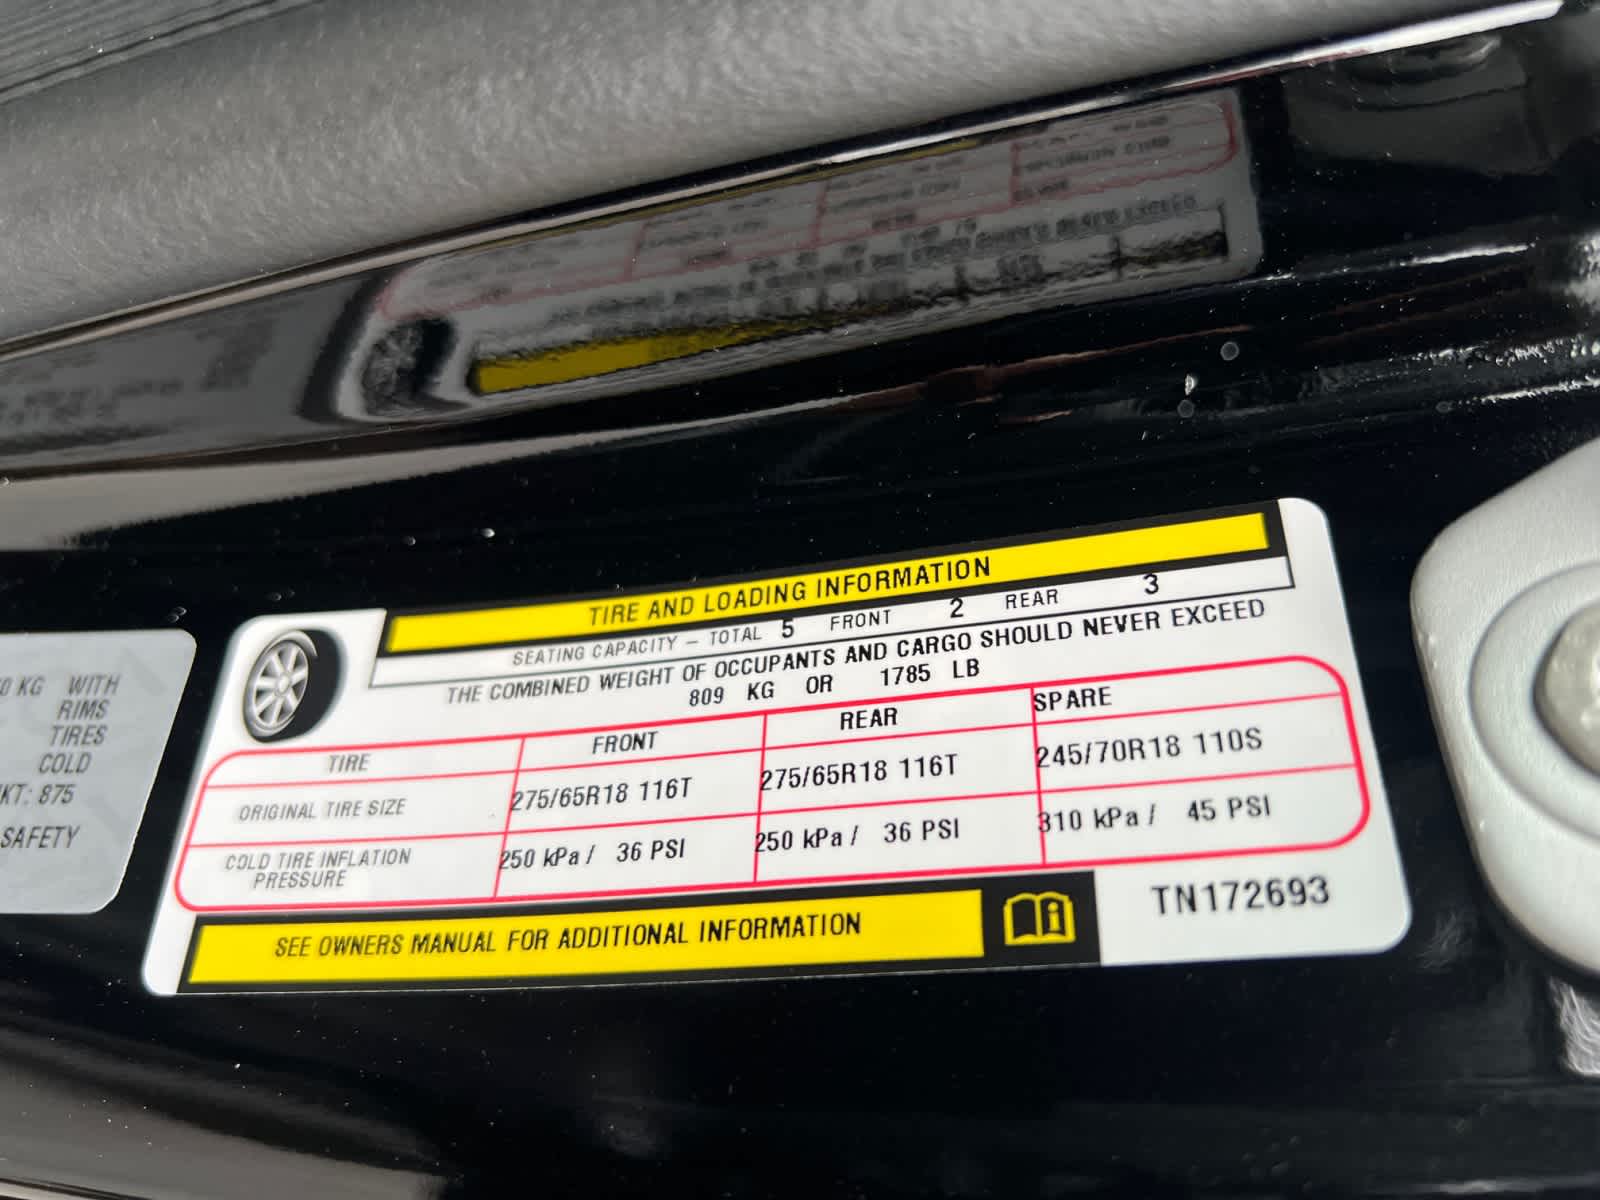 TIRE AND LOADING INFORMATION
SEATING CAPACITY – TOTAL 5 FRONT 2 REAR 3
THE COMBINED WEIGHT OF OCCUPANTS AND CARGO SHOULD NEVER EXCEED
809 KG OR 1785 LB
TIRE FRONT REAR SPARE
ORIGINAL TIRE SIZE 275/65R18 116T 275/65R18 116T 245/70R18 110S
COLD TIRE INFLATION PRESSURE 250 kPa / 36 PSI 250 kPa / 36 PSI 310 kPa / 45 PSI
SEE OWNERS MANUAL FOR ADDITIONAL INFORMATION
TN172693
KG WITH
RIMS
TIRES
COLD
KT: 875
SAFETY